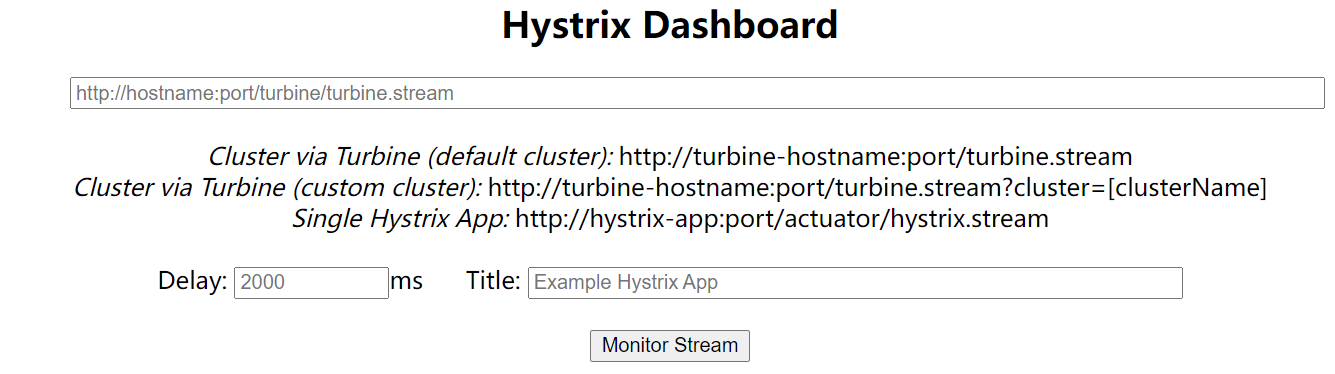 Hystrix Dashboard
http://hostname:port/turbine/turbine.stream
Cluster via Turbine (default cluster): http://turbine-hostname:port/turbine.stream
Cluster via Turbine (custom cluster): http://turbine-hostname:port/turbine.stream?cluster=[clusterName]
Single Hystrix App: http://hystrix-app:port/actuator/hystrix.stream
Delay: 2000 ms Title: Example Hystrix App
Monitor Stream